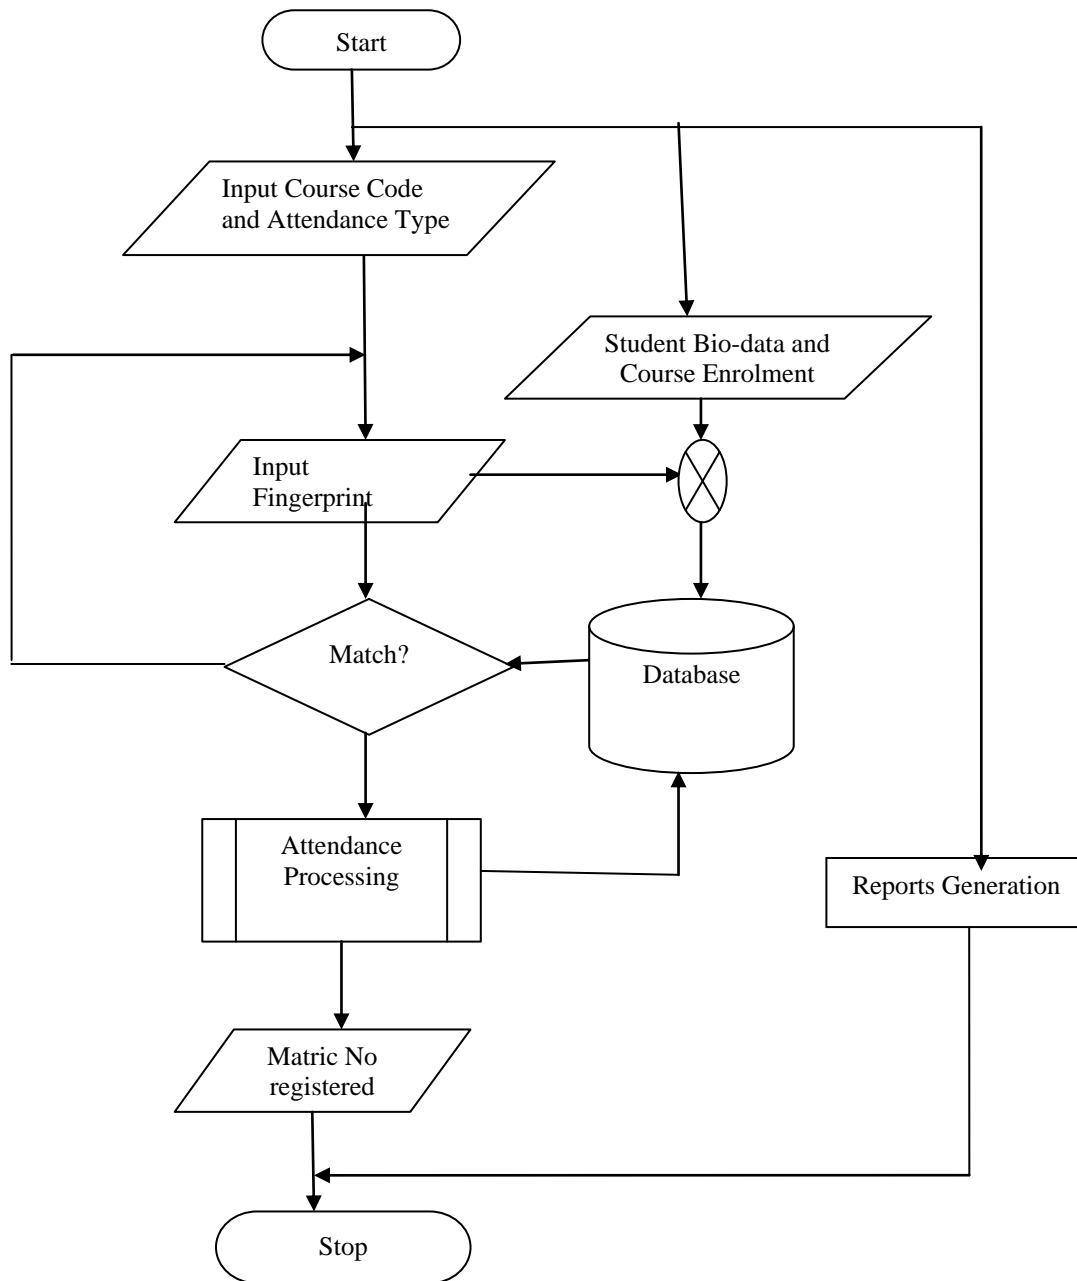 Start
Input Course Code
and Attendance Type
Student Bio-data and
Course Enrolment
Input
Fingerprint
Match?
Database
Attendance
Processing
Reports Generation
Matric No
registered
Stop